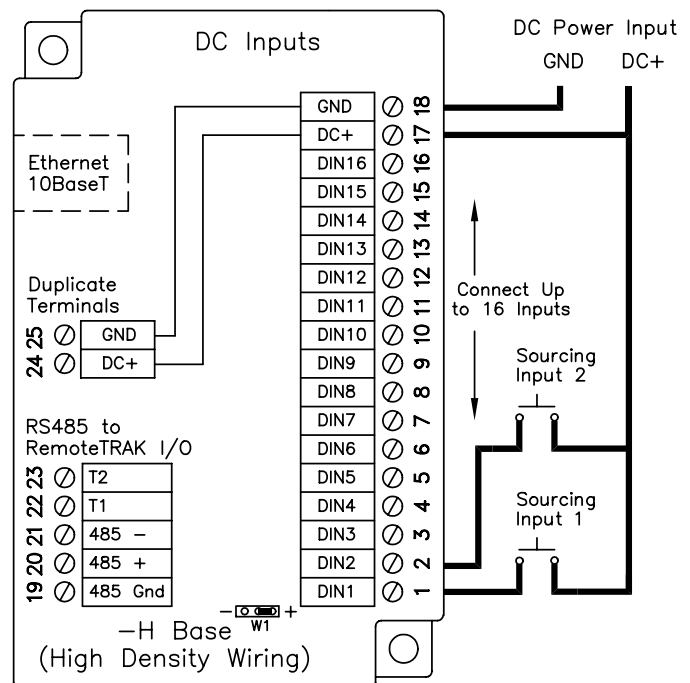 DC Inputs
DC Power Input
GND DC+
GND 18
DC+ 17
DIN16 16
DIN15 15
DIN14 14
DIN13 13
DIN12 12
DIN11 11
DIN10 10
DIN9 9
DIN8 8
DIN7 7
DIN6 6
DIN5 5
DIN4 4
DIN3 3
DIN2 2
DIN1 1
Ethernet
10BaseT
Duplicate
Terminals
25 GND
24 DC+
RS485 to
RemoteTRAK I/O
23 T2
22 T1
21 485 -
20 485 +
19 485 Gnd
Connect Up
to 16 Inputs
Sourcing
Input 2
Sourcing
Input 1
- +
W1
-H Base
(High Density Wiring)